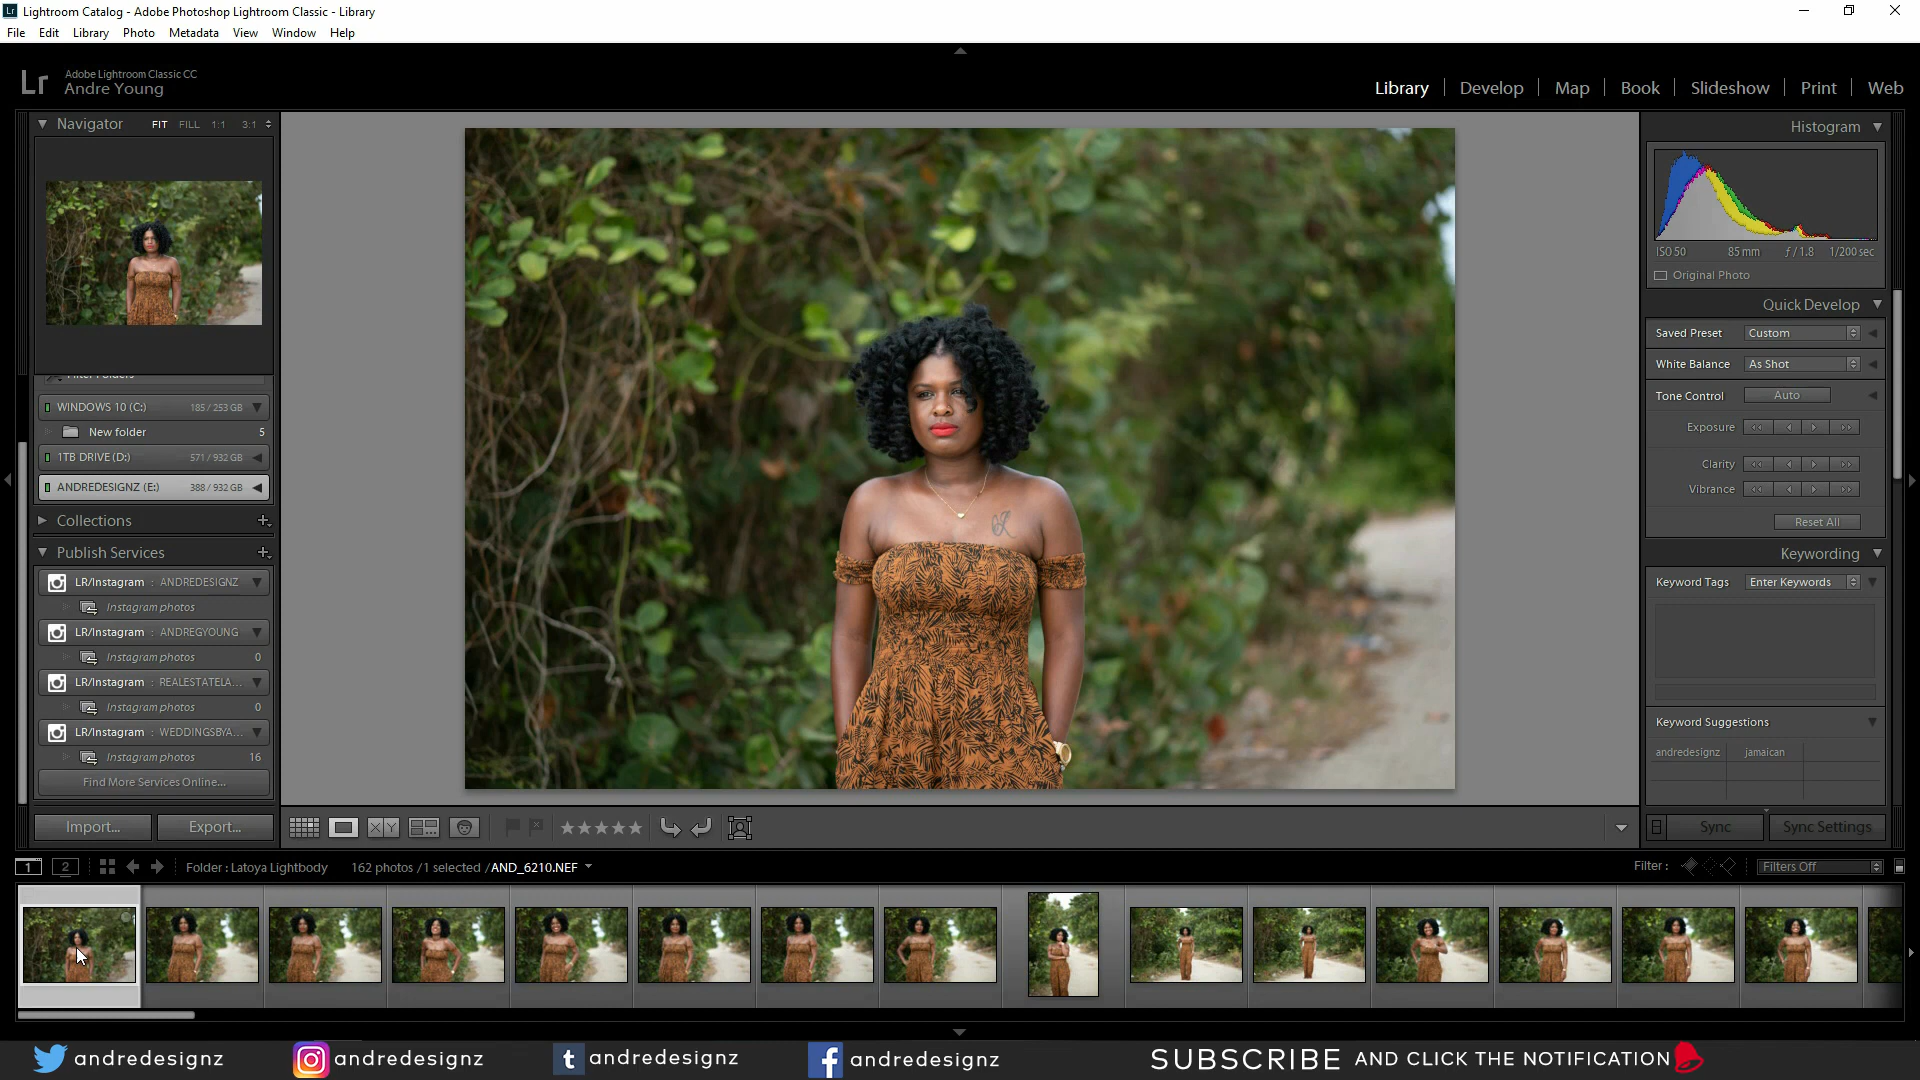 Lr Lightroom Catalog - Adobe Photoshop Lightroom Classic - Library
File Edit Library Photo Metadata View Window Help
Lr Adobe Lightroom Classic CC
Andre Young
Library | Develop | Map | Book | Slideshow | Print | Web
Navigator FIT FILL 1:1 3:1
Filter Folders
WINDOWS 10 (C:) 185 / 253 GB
New folder 5
1TB DRIVE (D:) 571 / 932 GB
ANDREDESIGNZ (E:) 388 / 932 GB
Collections
Publish Services
LR/Instagram : ANDREDESIGNZ
Instagram photos
LR/Instagram : ANDREGYOUNG
Instagram photos 0
LR/Instagram : REALESTATELA...
Instagram photos 0
LR/Instagram : WEDDINGSBYA...
Instagram photos 16
Find More Services Online...
Import... Export...
Histogram
ISO 50 85 mm ƒ / 1.8 1/200 sec
Original Photo
Quick Develop
Saved Preset Custom
White Balance As Shot
Tone Control Auto
Exposure
Clarity
Vibrance
Reset All
Keywording
Keyword Tags Enter Keywords
Keyword Suggestions
andredesignz jamaican
Sync Sync Settings
X Y
1 2 Folder : Latoya Lightbody 162 photos / 1 selected / AND_6210.NEF
Filter : Filters Off
andredesignz andredesignz t andredesignz f andredesignz SUBSCRIBE AND CLICK THE NOTIFICATION